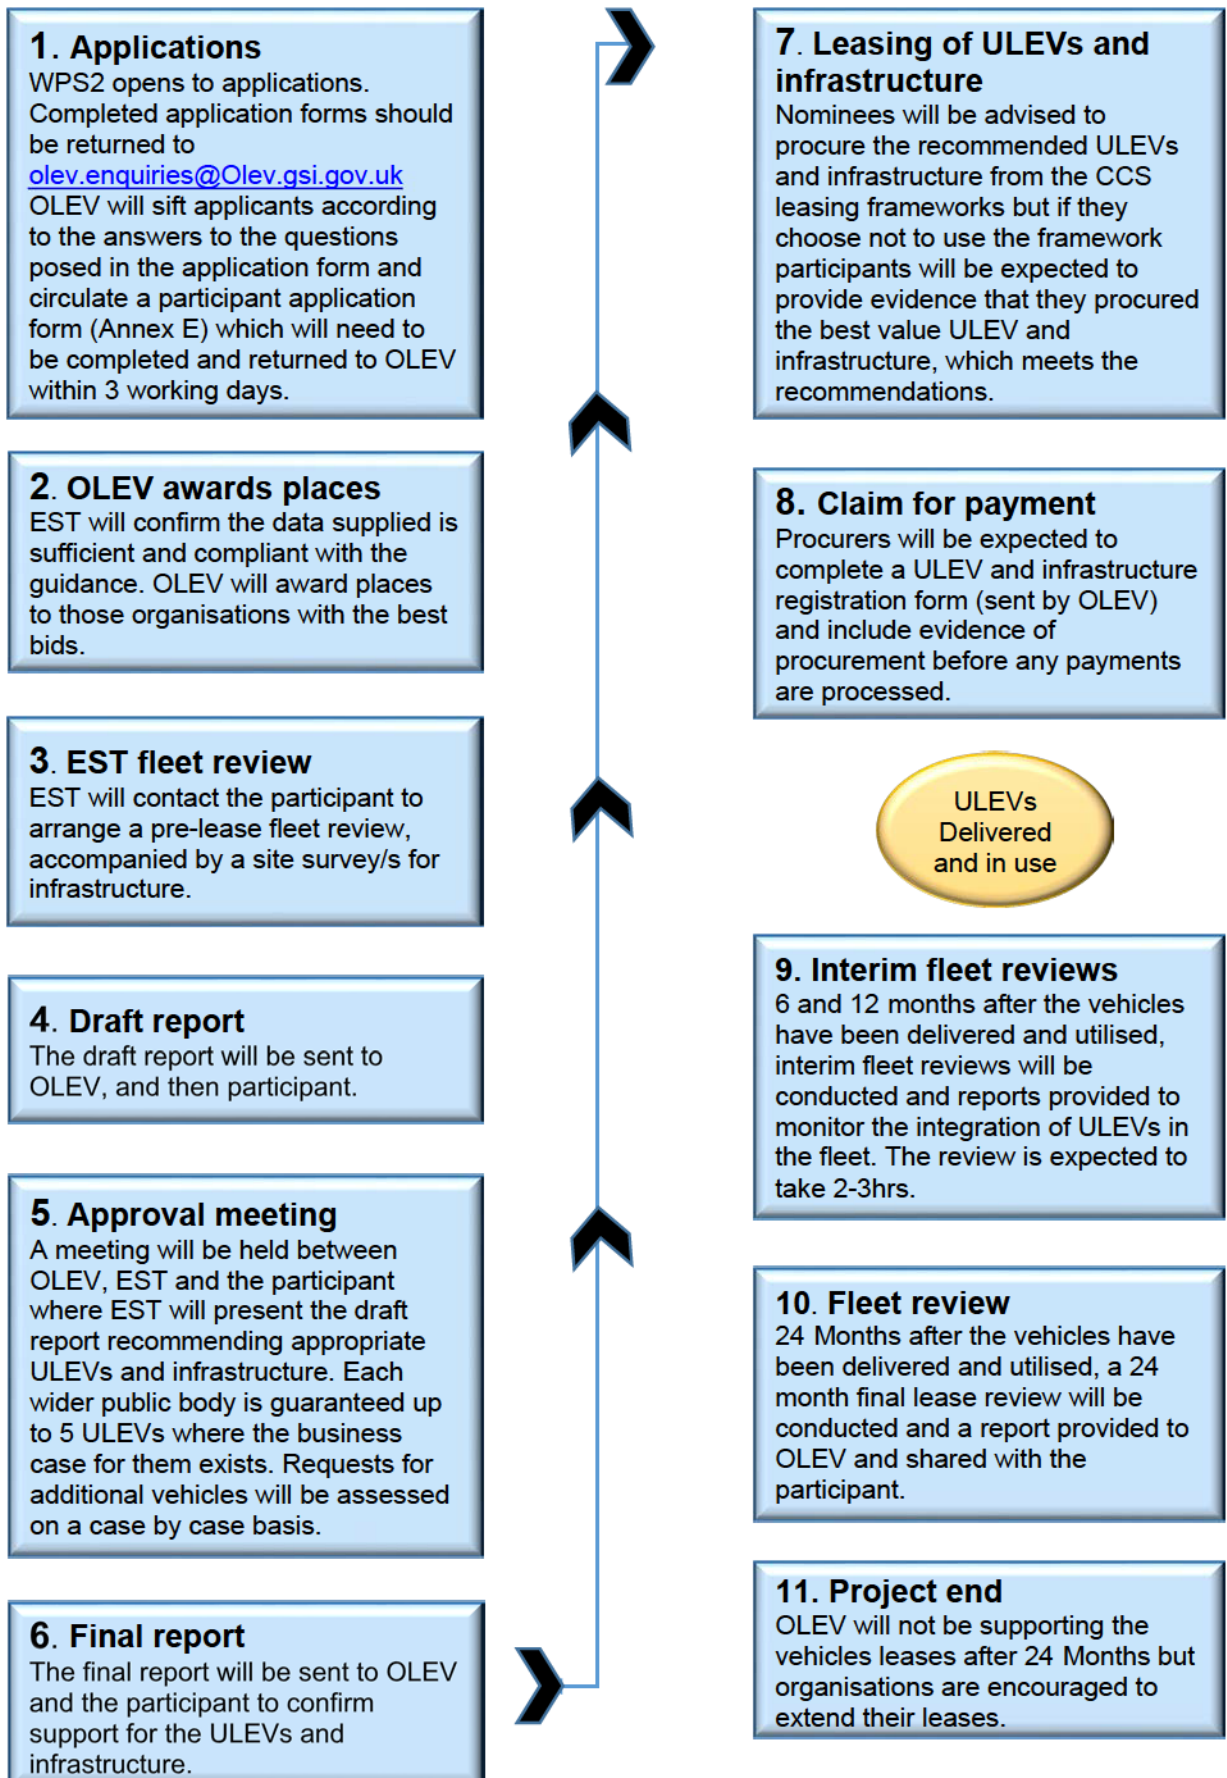 1. Applications
WPS2 opens to applications.
Completed application forms should
be returned to
olev.enquiries@Olev.gsi.gov.uk
OLEV will sift applicants according
to the answers to the questions
posed in the application form and
circulate a participant application
form (Annex E) which will need to
be completed and returned to OLEV
within 3 working days.
2. OLEV awards places
EST will confirm the data supplied is
sufficient and compliant with the
guidance. OLEV will award places
to those organisations with the best
bids.
3. EST fleet review
EST will contact the participant to
arrange a pre-lease fleet review,
accompanied by a site survey/s for
infrastructure.
4. Draft report
The draft report will be sent to
OLEV, and then participant.
5. Approval meeting
A meeting will be held between
OLEV, EST and the participant
where EST will present the draft
report recommending appropriate
ULEVs and infrastructure. Each
wider public body is guaranteed up
to 5 ULEVs where the business
case for them exists. Requests for
additional vehicles will be assessed
on a case by case basis.
6. Final report
The final report will be sent to OLEV
and the participant to confirm
support for the ULEVs and
infrastructure.
7. Leasing of ULEVs and
infrastructure
Nominees will be advised to
procure the recommended ULEVs
and infrastructure from the CCS
leasing frameworks but if they
choose not to use the framework
participants will be expected to
provide evidence that they procured
the best value ULEV and
infrastructure, which meets the
recommendations.
8. Claim for payment
Procurers will be expected to
complete a ULEV and infrastructure
registration form (sent by OLEV)
and include evidence of
procurement before any payments
are processed.
ULEVs
Delivered
and in use
9. Interim fleet reviews
6 and 12 months after the vehicles
have been delivered and utilised,
interim fleet reviews will be
conducted and reports provided to
monitor the integration of ULEVs in
the fleet. The review is expected to
take 2-3hrs.
10. Fleet review
24 Months after the vehicles have
been delivered and utilised, a 24
month final lease review will be
conducted and a report provided to
OLEV and shared with the
participant.
11. Project end
OLEV will not be supporting the
vehicles leases after 24 Months but
organisations are encouraged to
extend their leases.